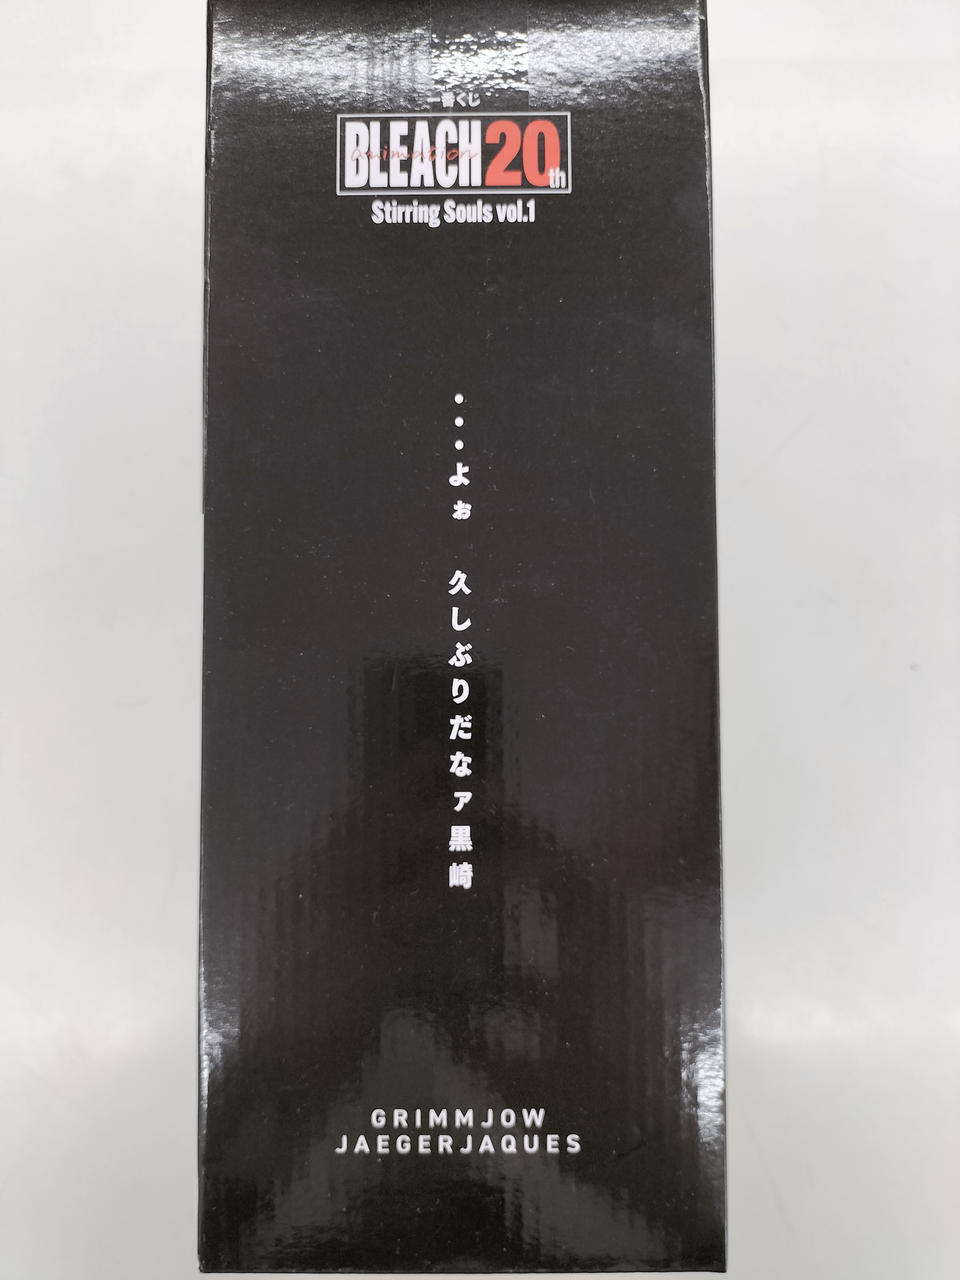 一番くじ
BLEACH 20th
animation
Stirring Souls vol.1
・・・よぉ　久しぶりだなァ黒崎
GRIMMJOW
JAEGERJAQUES